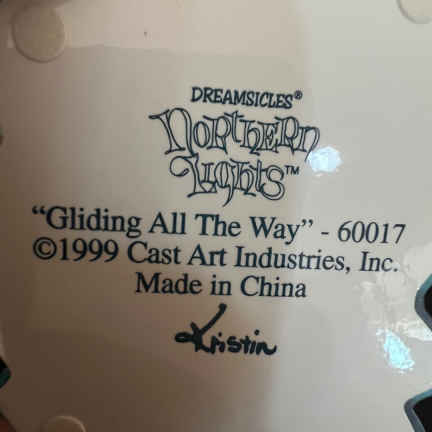 DREAMSICLES®
Northern
Lights™
“Gliding All The Way” - 60017
©1999 Cast Art Industries, Inc.
Made in China
Kristin